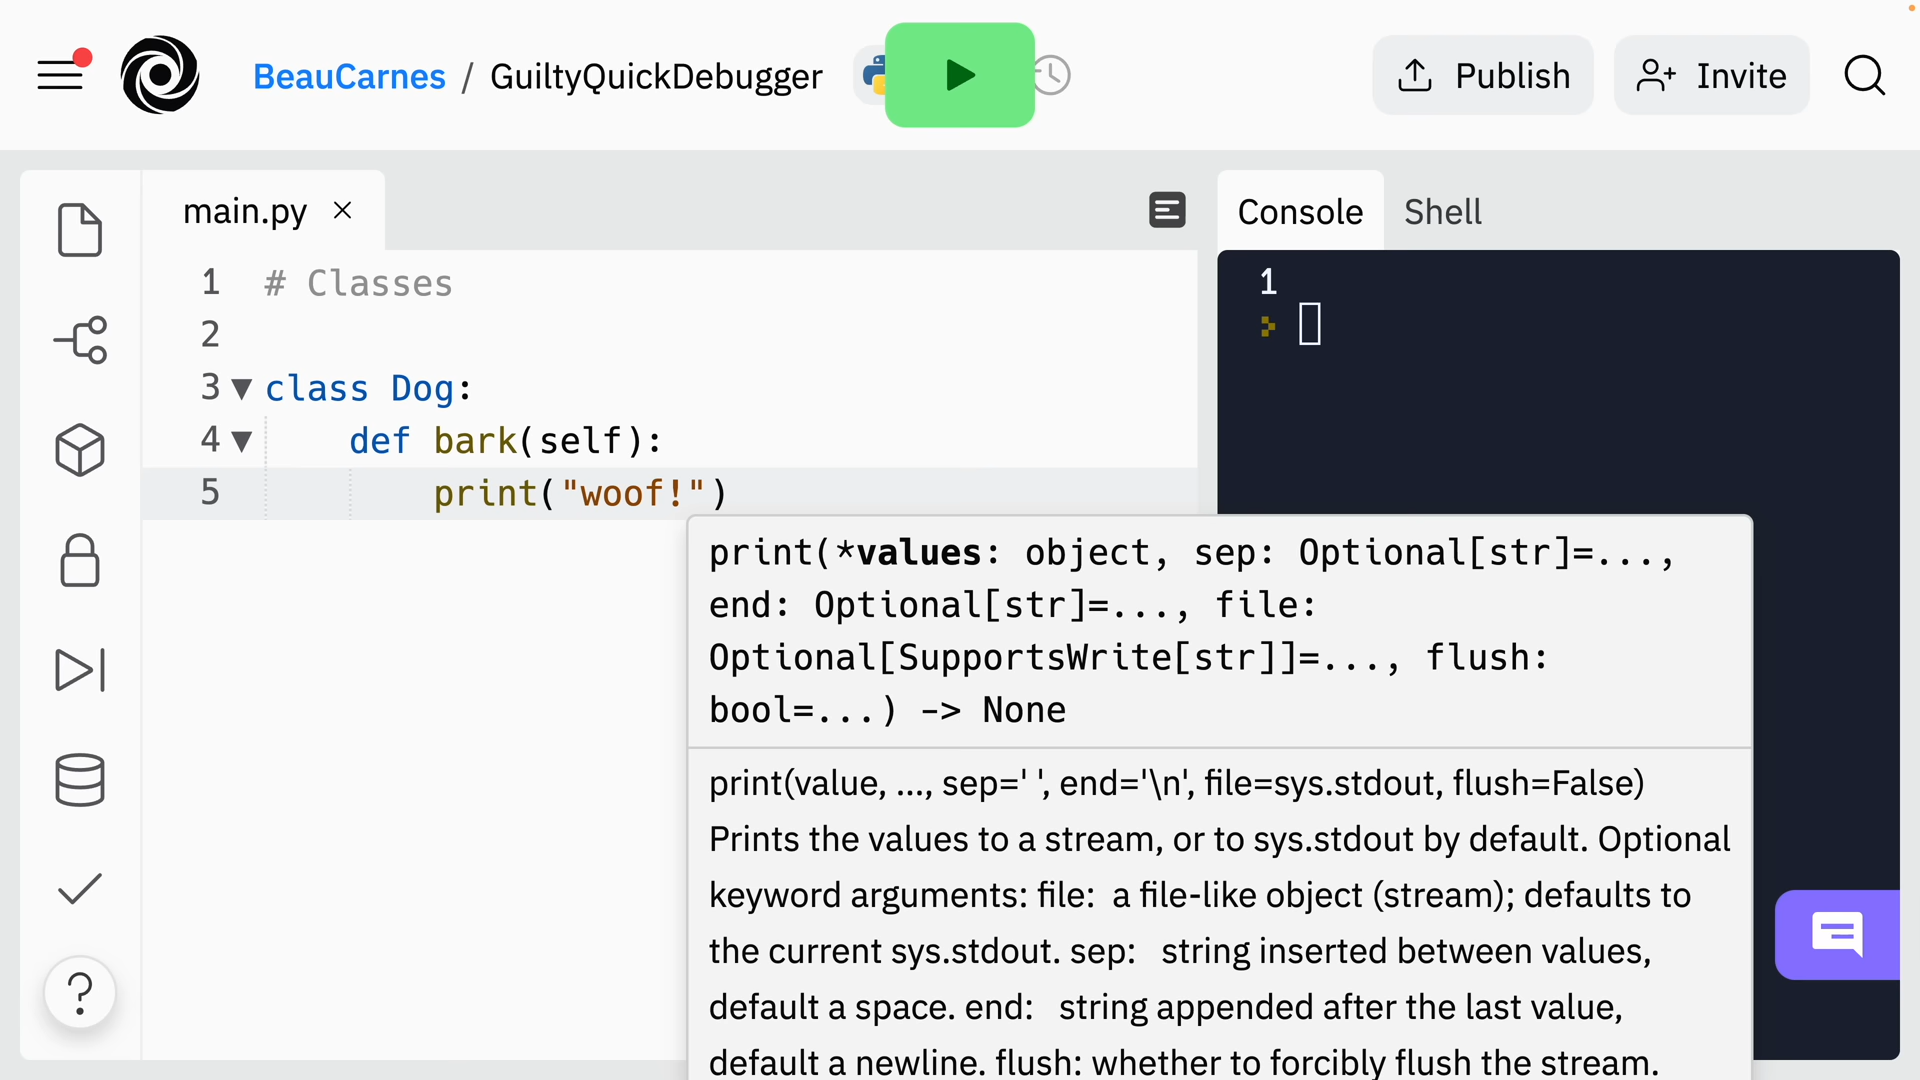 BeauCarnes / GuiltyQuickDebugger
Publish
Invite
main.py ×
Console
Shell
1 # Classes
2
3 class Dog:
4     def bark(self):
5         print("woof!")
1
print(*values: object, sep: Optional[str]=...,
end: Optional[str]=..., file:
Optional[SupportsWrite[str]]=..., flush:
bool=...) -> None
print(value, ..., sep=' ', end='\n', file=sys.stdout, flush=False)
Prints the values to a stream, or to sys.stdout by default. Optional
keyword arguments: file:  a file-like object (stream); defaults to
the current sys.stdout. sep:   string inserted between values,
default a space. end:   string appended after the last value,
default a newline. flush: whether to forcibly flush the stream.
?